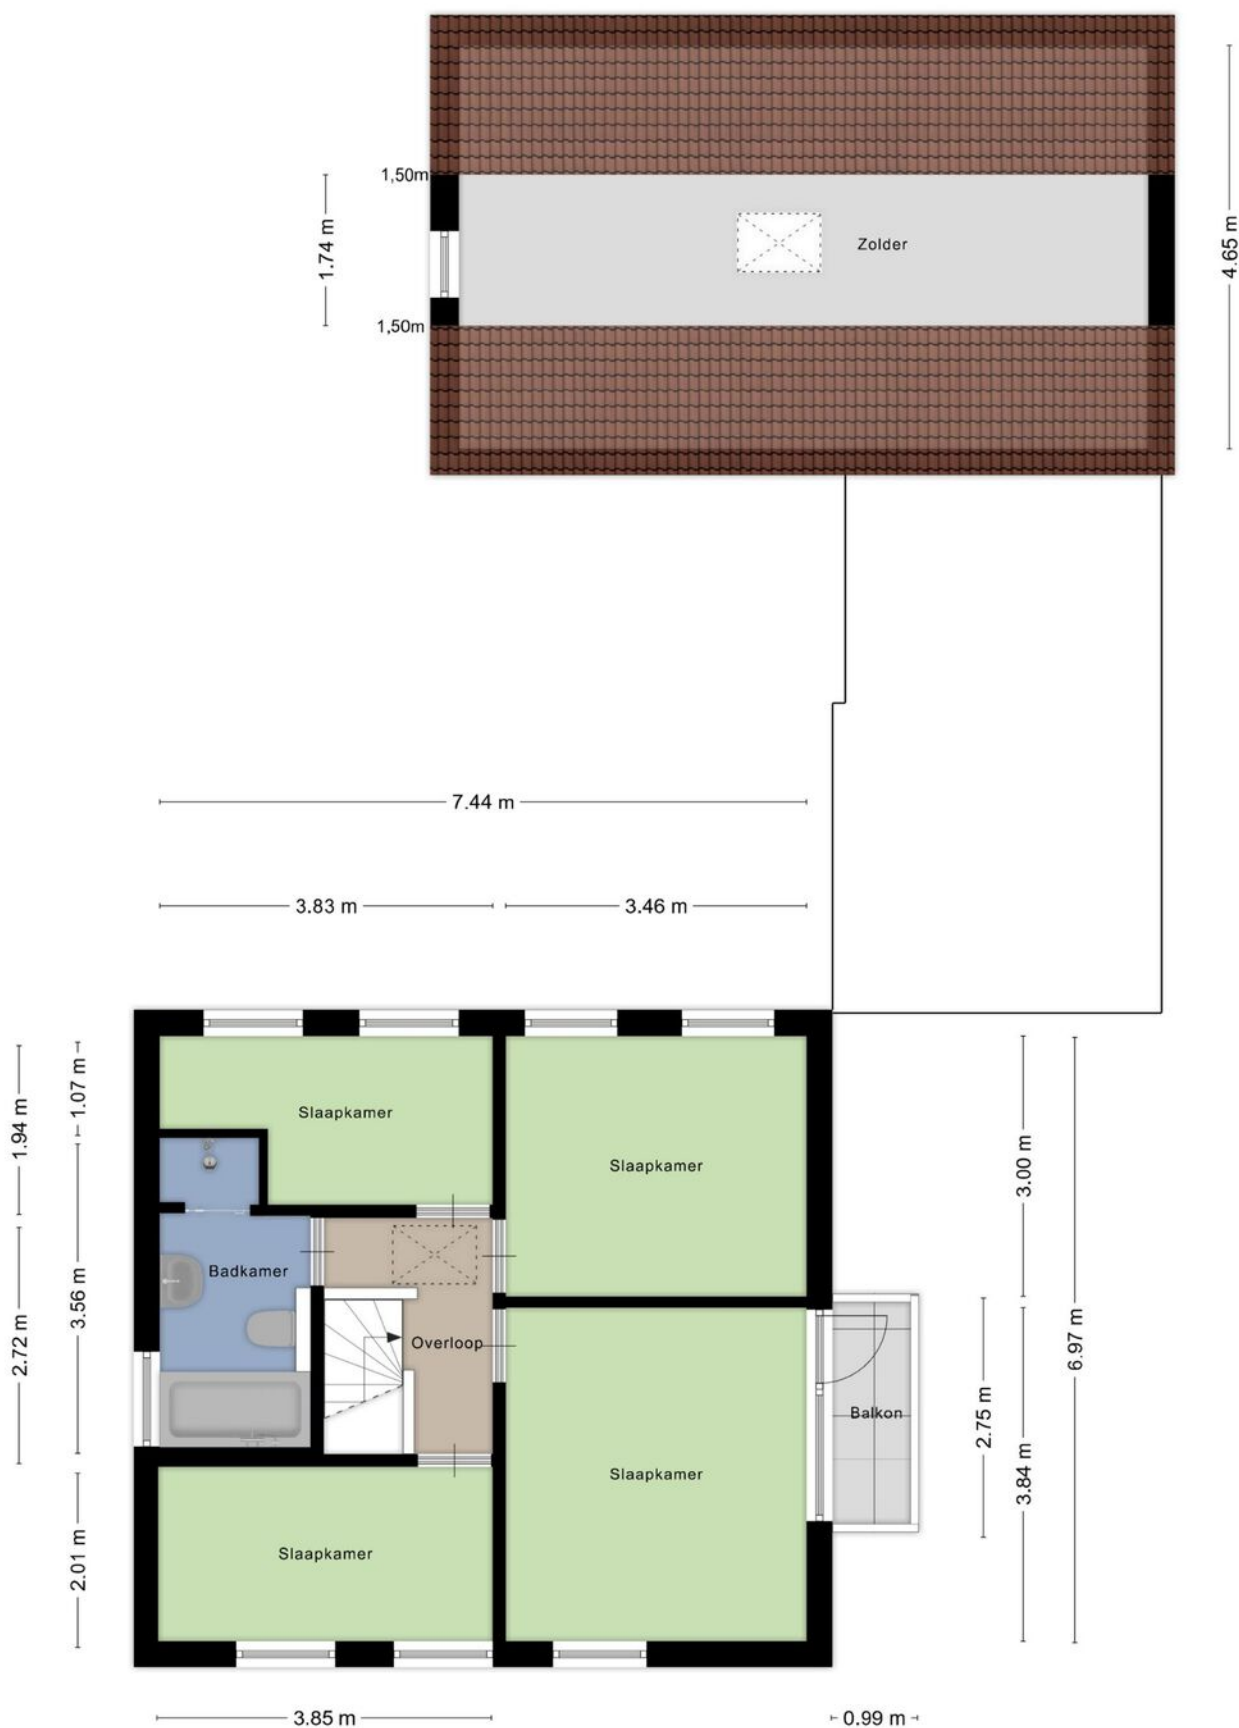 1,50m
1.74 m
4.65 m
Zolder
1,50m
7.44 m
3.83 m
3.46 m
1.07 m
1.94 m
Slaapkamer
Slaapkamer
3.00 m
Badkamer
3.56 m
2.72 m
Overloop
6.97 m
Balkon
2.75 m
Slaapkamer
3.84 m
Slaapkamer
2.01 m
3.85 m
0.99 m